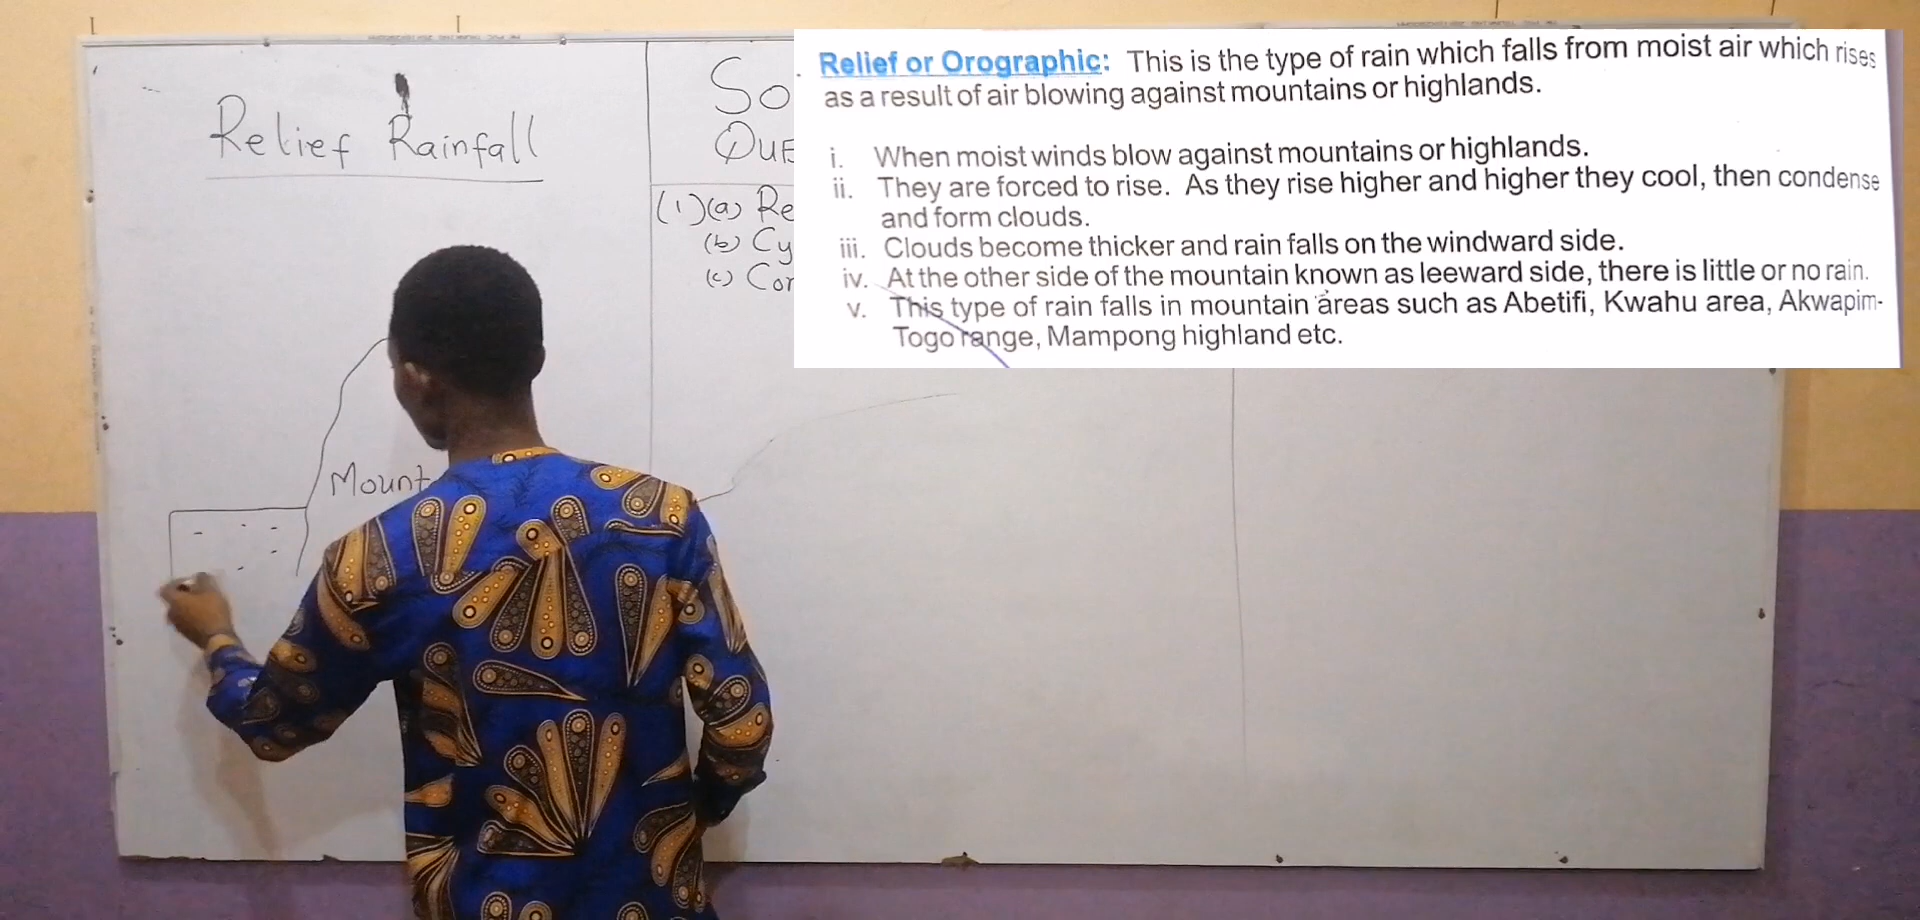 Relief Rainfall
Mount
So
Que
(1)(a) Re
(b) Cy
(c) Con
Relief or Orographic: This is the type of rain which falls from moist air which rises
as a result of air blowing against mountains or highlands.
i. When moist winds blow against mountains or highlands.
ii. They are forced to rise. As they rise higher and higher they cool, then condense
and form clouds.
iii. Clouds become thicker and rain falls on the windward side.
iv. At the other side of the mountain known as leeward side, there is little or no rain.
v. This type of rain falls in mountain areas such as Abetifi, Kwahu area, Akwapim-
Togo range, Mampong highland etc.